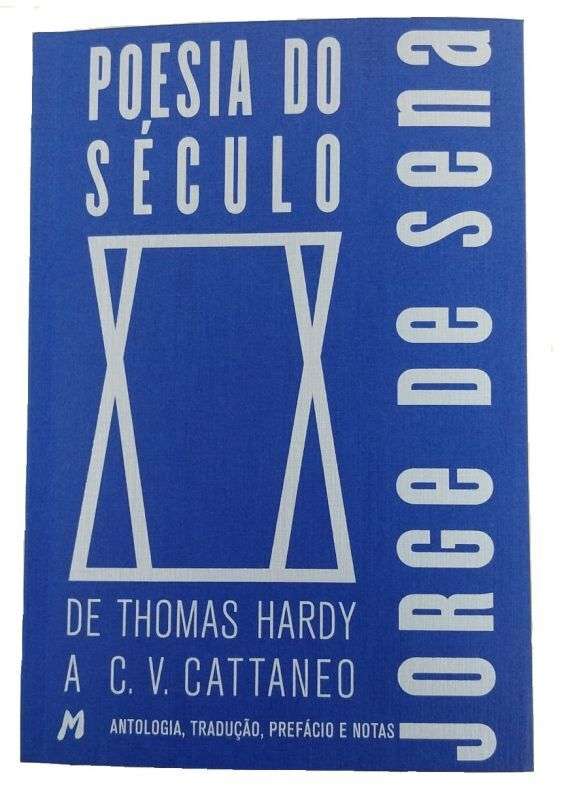 POESIA DO
SÉCULO
XX
DE THOMAS HARDY
A C. V. CATTANEO
M ANTOLOGIA, TRADUÇÃO, PREFÁCIO E NOTAS
JORGE DE sena